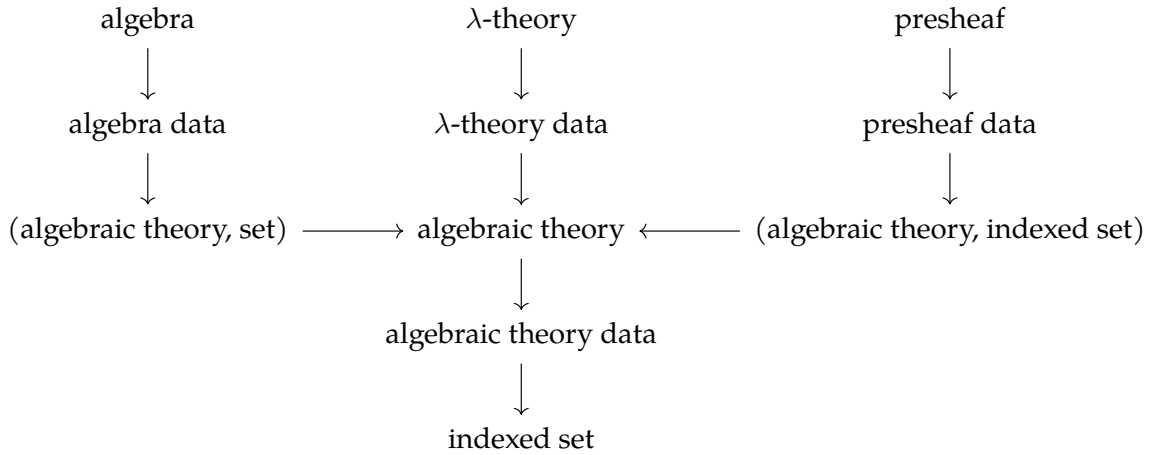 algebra λ-theory presheaf
algebra data λ-theory data presheaf data
(algebraic theory, set) algebraic theory (algebraic theory, indexed set)
algebraic theory data
indexed set